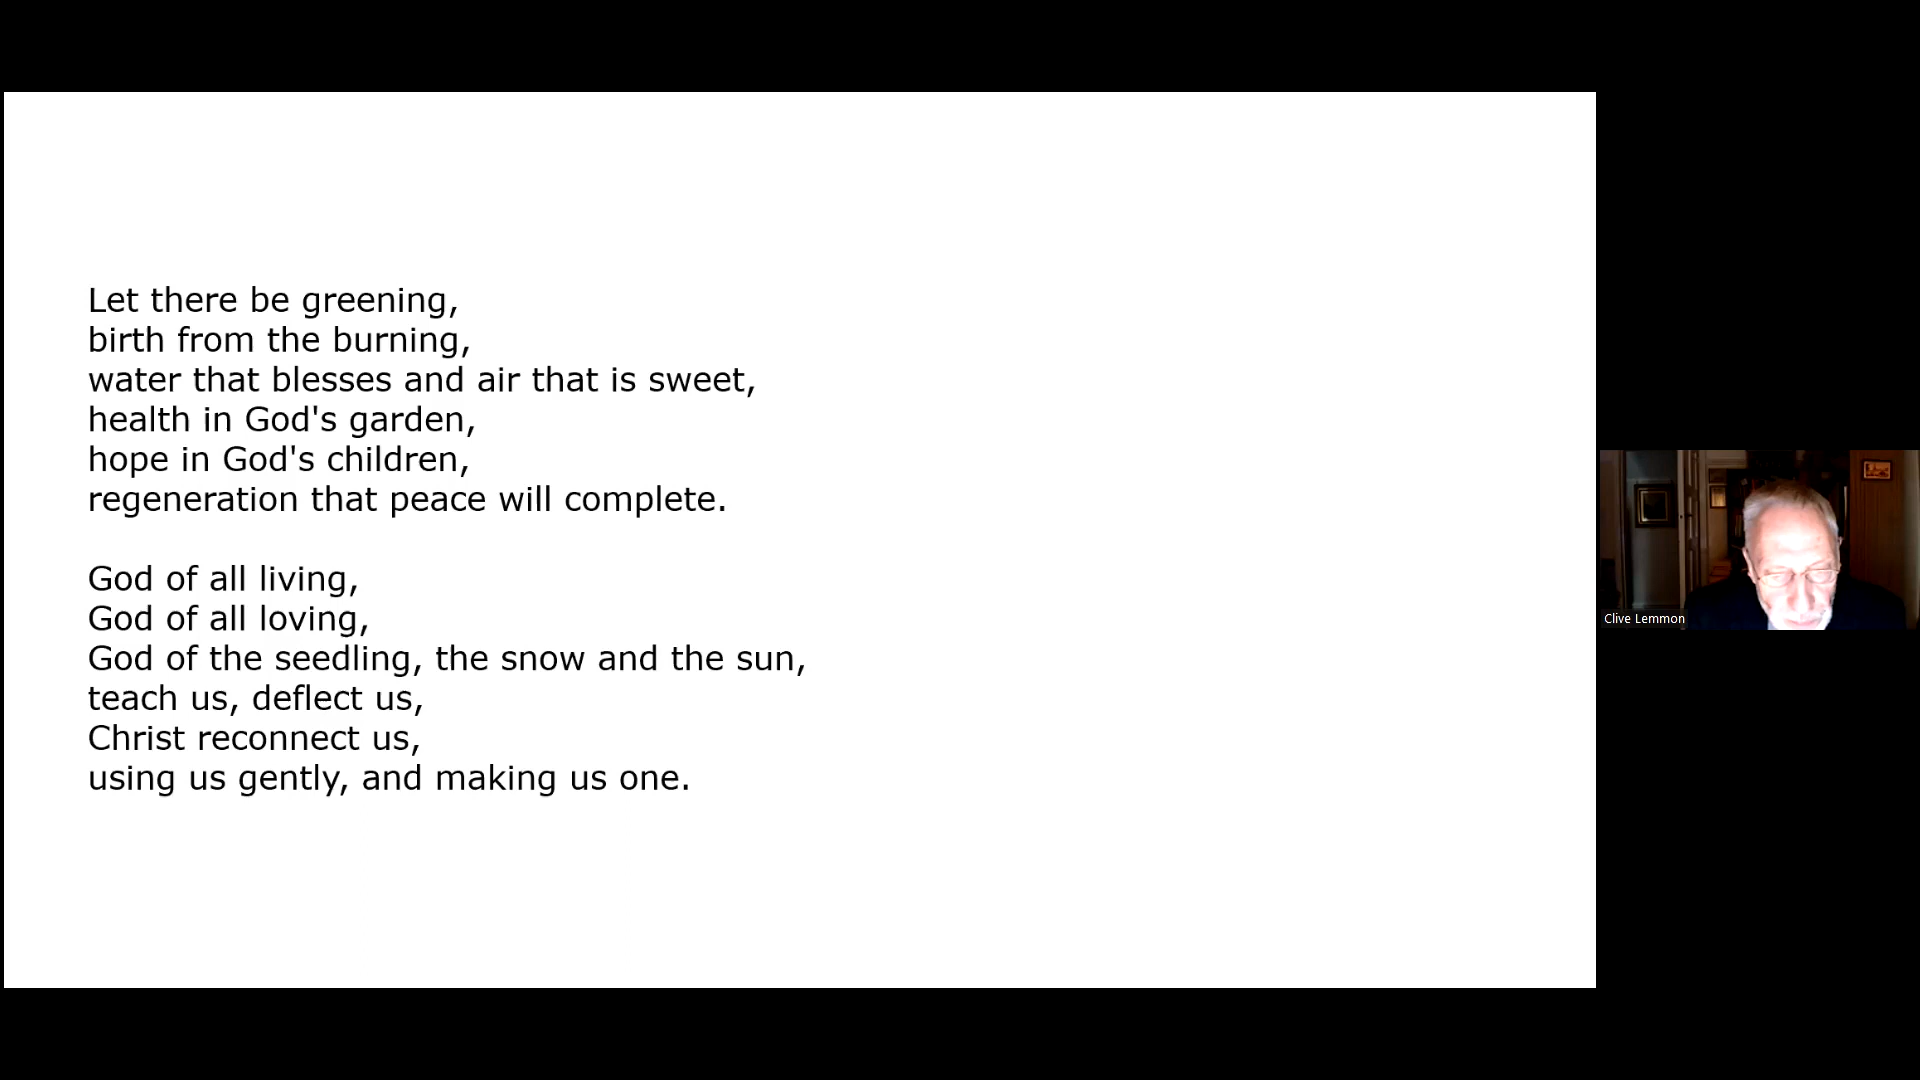 Let there be greening,
birth from the burning,
water that blesses and air that is sweet,
health in God's garden,
hope in God's children,
regeneration that peace will complete.
God of all living,
God of all loving,
God of the seedling, the snow and the sun,
teach us, deflect us,
Christ reconnect us,
using us gently, and making us one.
Clive Lemmon